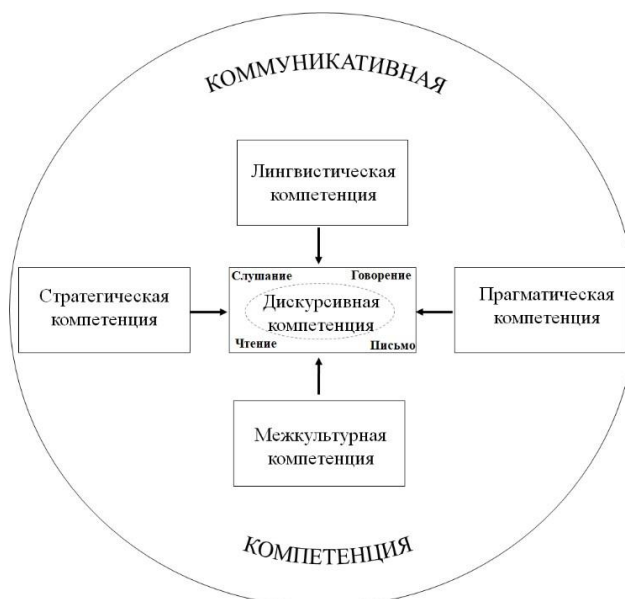 КОММУНИКАТИВНАЯ
Лингвистическая
компетенция
Стратегическая
компетенция
Слушание
Говорение
Дискурсивная
компетенция
Чтение
Письмо
Прагматическая
компетенция
Межкультурная
компетенция
КОМПЕТЕНЦИЯ